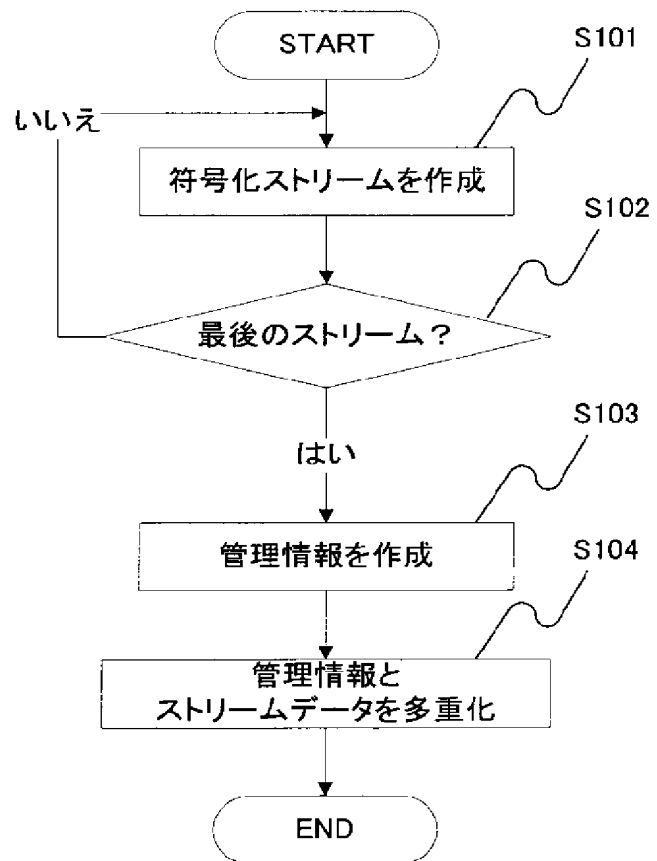 START
S101
いいえ
符号化ストリームを作成
S102
最後のストリーム？
S103
はい
管理情報を作成
S104
管理情報と
ストリームデータを多重化
END